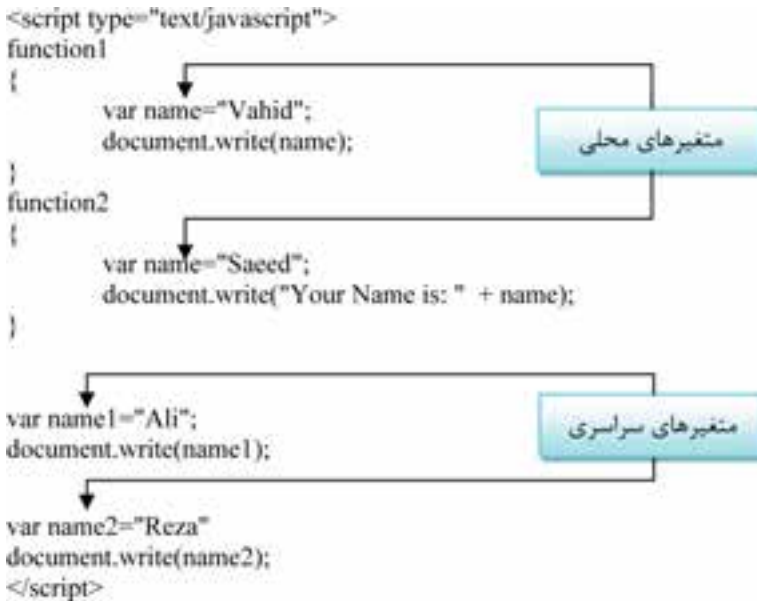 <script type="text/javascript">
function1
{
var name="Vahid";
document.write(name);
متغیرهای محلی
}
function2
{
var name="Saeed";
document.write("Your Name is: " + name);
}
var name1="Ali";
متغیرهای سراسری
document.write(name1);
var name2="Reza"
document.write(name2);
</script>